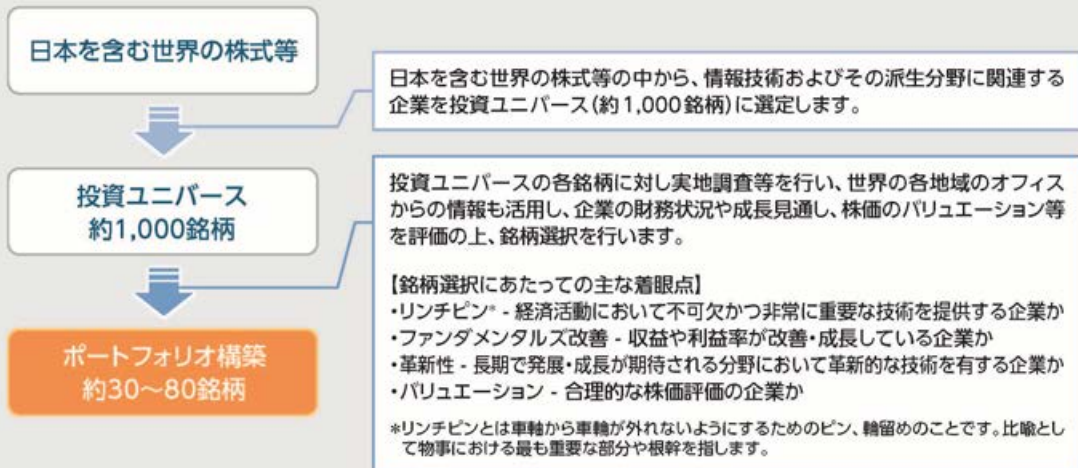 日本を含む世界の株式等
日本を含む世界の株式等の中から、情報技術およびその派生分野に関連する
企業を投資ユニバース(約1,000銘柄)に選定します。
投資ユニバース
約1,000銘柄
投資ユニバースの各銘柄に対し実地調査等を行い、世界の各地域のオフィス
からの情報も活用し、企業の財務状況や成長見通し、株価のバリュエーション等
を評価の上、銘柄選択を行います。
【銘柄選択にあたっての主な着眼点】
・リンチピン* - 経済活動において不可欠かつ非常に重要な技術を提供する企業か
・ファンダメンタルズ改善 - 収益や利益率が改善・成長している企業か
・革新性 - 長期で発展・成長が期待される分野において革新的な技術を有する企業か
・バリュエーション - 合理的な株価評価の企業か
*リンチピンとは車軸から車輪が外れないようにするためのピン、輪留めのことです。比喩とし
て物事における最も重要な部分や根幹を指します。
ポートフォリオ構築
約30～80銘柄